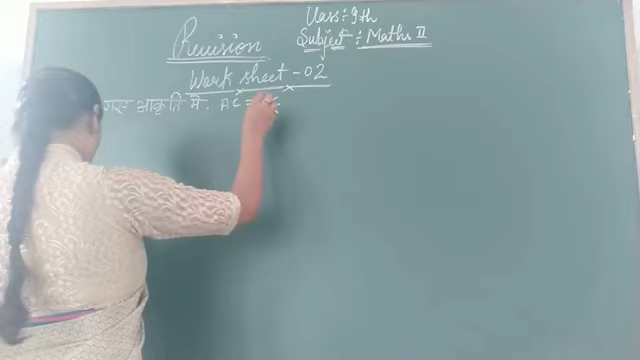 Class :- 9th
Revision
Subject :- Maths II
Work sheet - 02
आकृति में, AC =